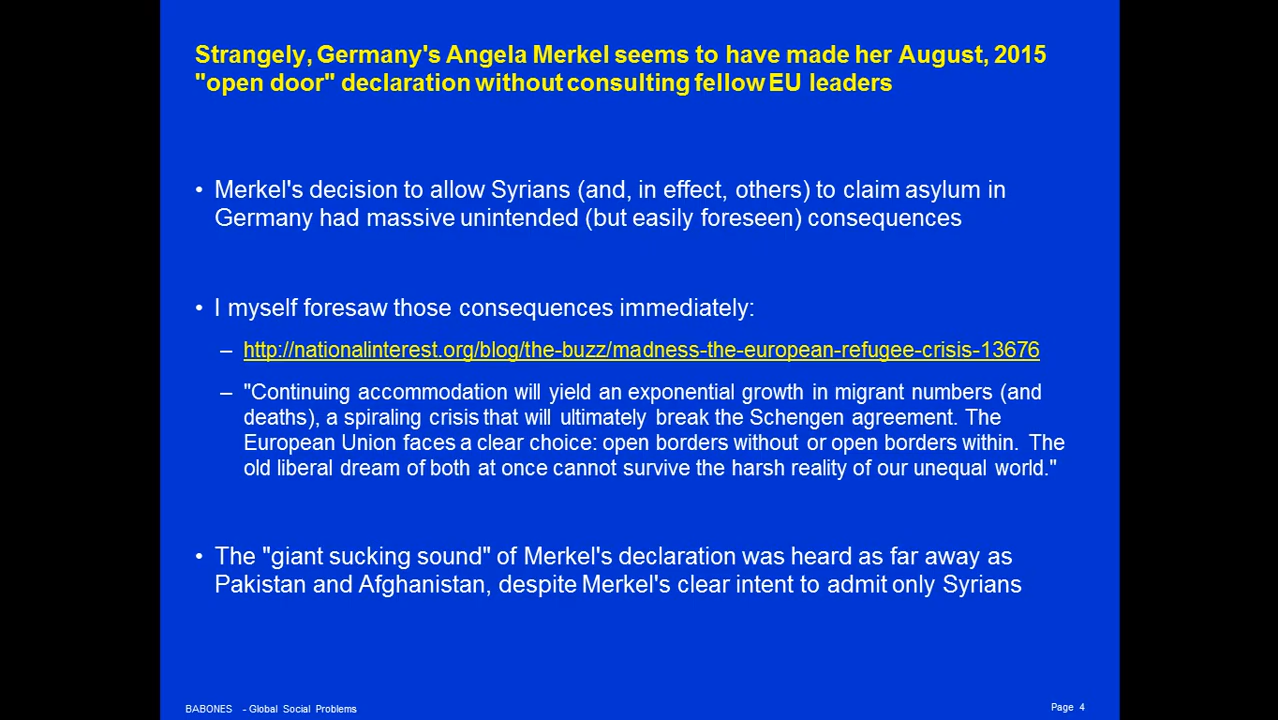 Strangely, Germany's Angela Merkel seems to have made her August, 2015
"open door" declaration without consulting fellow EU leaders
• Merkel's decision to allow Syrians (and, in effect, others) to claim asylum in
Germany had massive unintended (but easily foreseen) consequences
• I myself foresaw those consequences immediately:
– http://nationalinterest.org/blog/the-buzz/madness-the-european-refugee-crisis-13676
– "Continuing accommodation will yield an exponential growth in migrant numbers (and
deaths), a spiraling crisis that will ultimately break the Schengen agreement. The
European Union faces a clear choice: open borders without or open borders within. The
old liberal dream of both at once cannot survive the harsh reality of our unequal world."
• The "giant sucking sound" of Merkel's declaration was heard as far away as
Pakistan and Afghanistan, despite Merkel's clear intent to admit only Syrians
BABONES - Global Social Problems
Page 4